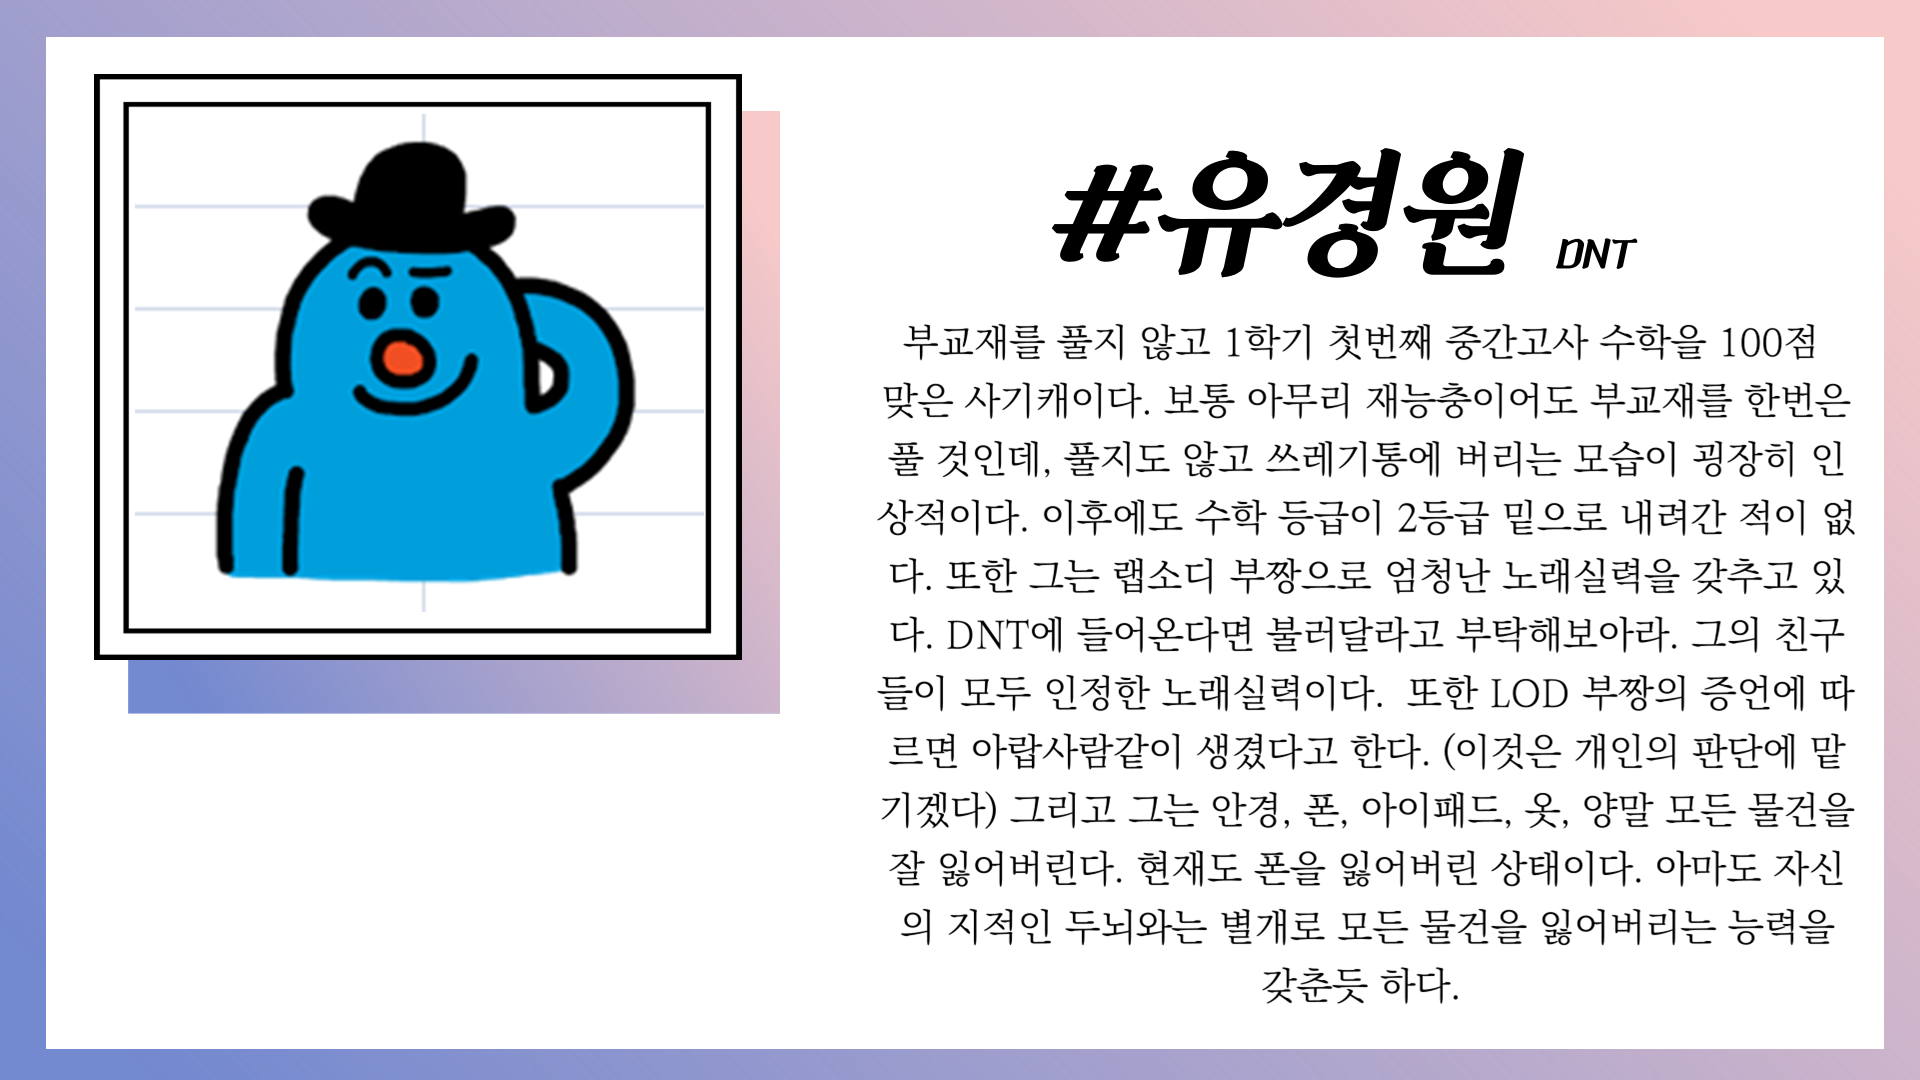 #유경원 DNT
부교재를 풀지 않고 1학기 첫번째 중간고사 수학을 100점
맞은 사기캐이다. 보통 아무리 재능충이어도 부교재를 한번은
풀 것인데, 풀지도 않고 쓰레기통에 버리는 모습이 굉장히 인
상적이다. 이후에도 수학 등급이 2등급 밑으로 내려간 적이 없
다. 또한 그는 랩소디 부짱으로 엄청난 노래실력을 갖추고 있
다. DNT에 들어온다면 불러달라고 부탁해보아라. 그의 친구
들이 모두 인정한 노래실력이다.  또한 LOD 부짱의 증언에 따
르면 아랍사람같이 생겼다고 한다. (이것은 개인의 판단에 맡
기겠다) 그리고 그는 안경, 폰, 아이패드, 옷, 양말 모든 물건을
잘 잃어버린다. 현재도 폰을 잃어버린 상태이다. 아마도 자신
의 지적인 두뇌와는 별개로 모든 물건을 잃어버리는 능력을
갖춘듯 하다.